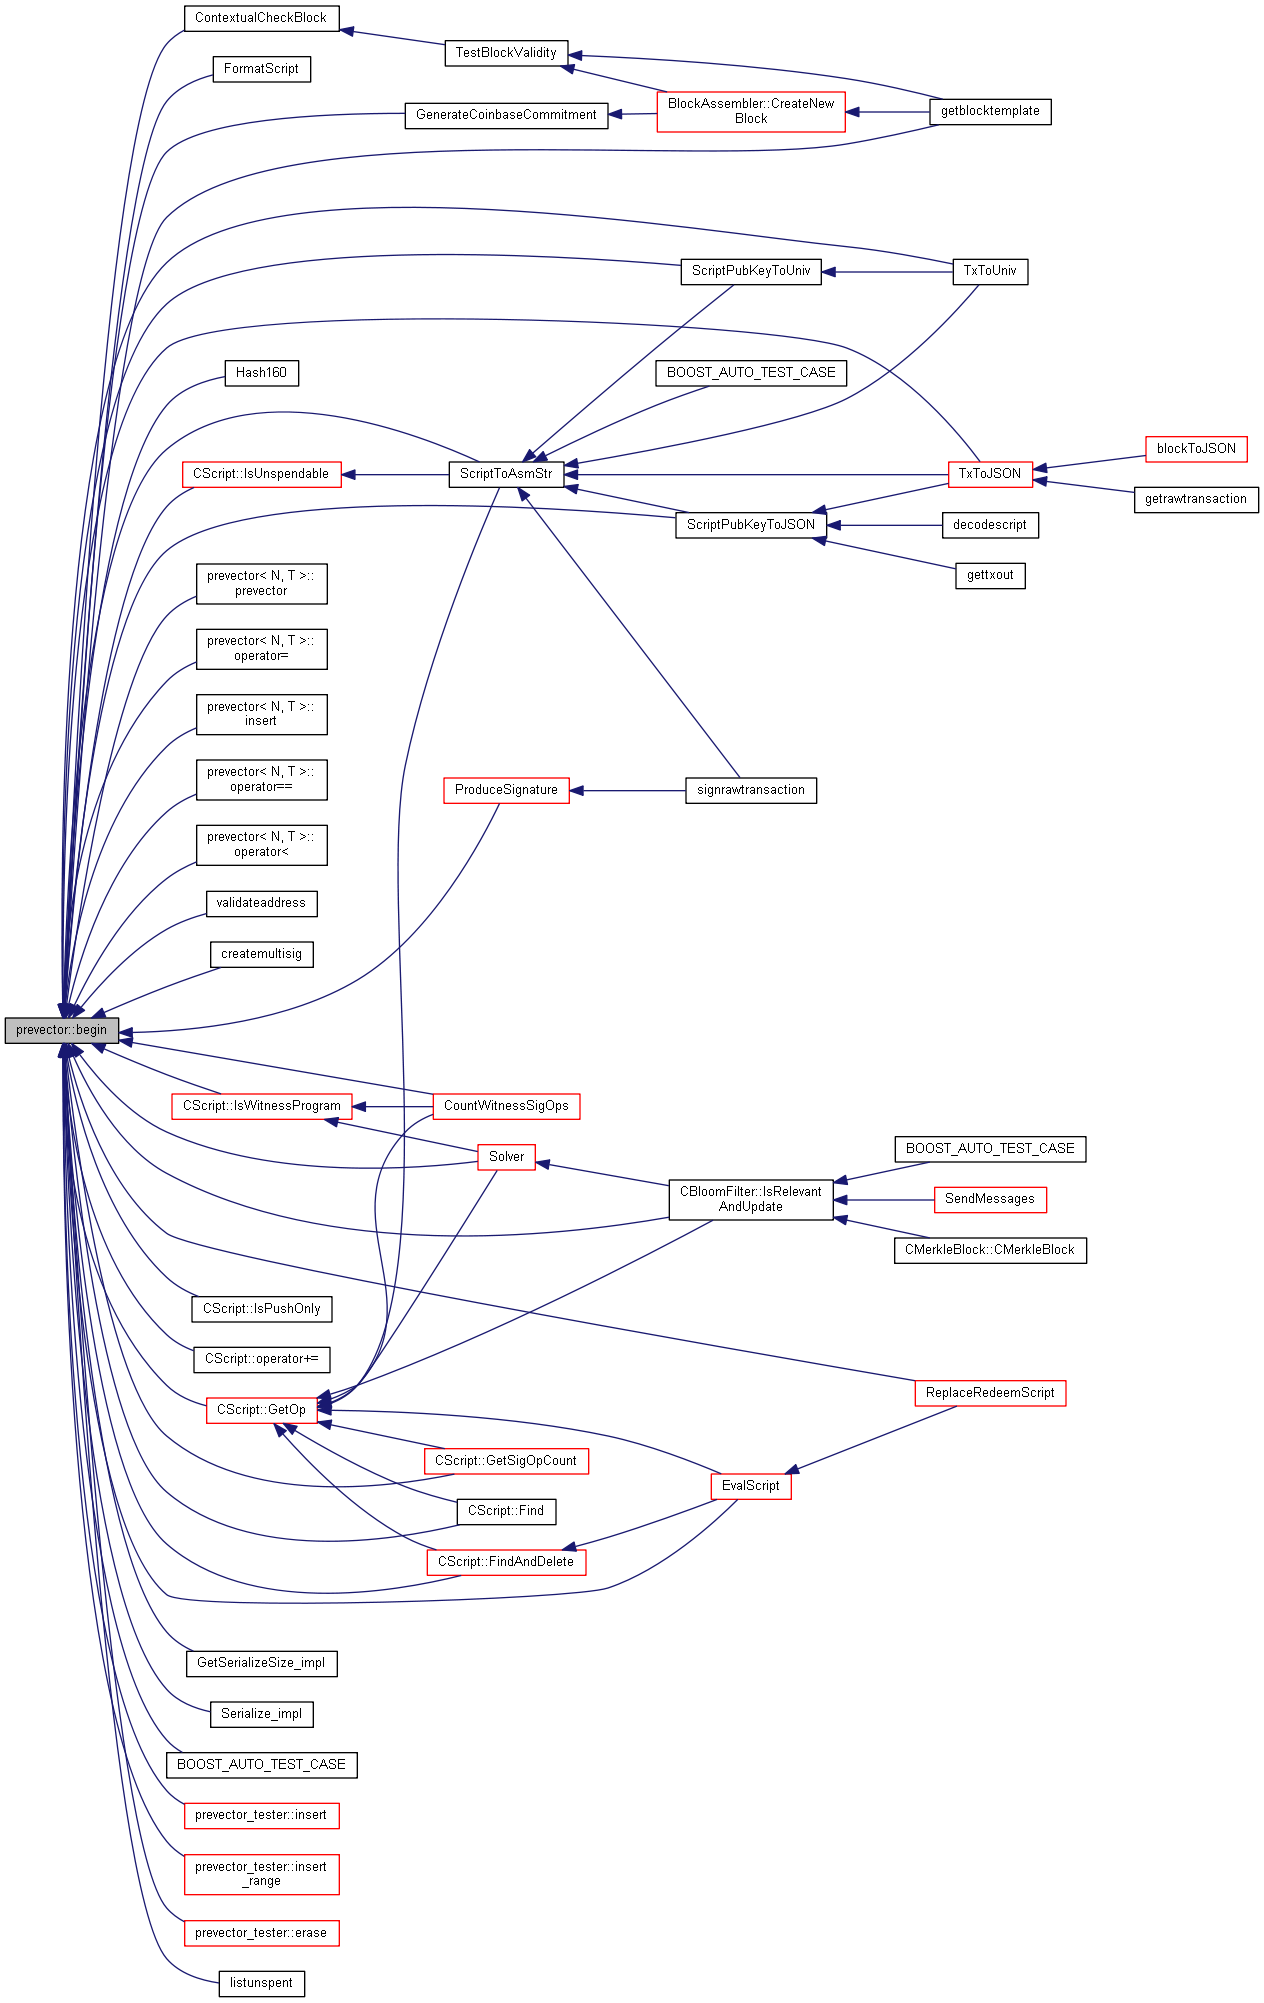 ContextualCheckBlock
TestBlockValidity
FormatScript
BlockAssembler::CreateNew
Block
getblocktemplate
GenerateCoinbaseCommitment
ScriptPubKeyToUniv
TxToUniv
Hash160
BOOST_AUTO_TEST_CASE
blockToJSON
CScript::IsUnspendable
ScriptToAsmStr
TxToJSON
getrawtransaction
ScriptPubKeyToJSON
decodescript
gettxout
prevector< N, T >::
prevector
prevector< N, T >::
operator=
prevector< N, T >::
insert
prevector< N, T >::
operator==
ProduceSignature
signrawtransaction
prevector< N, T >::
operator<
validateaddress
createmultisig
prevector::begin
CScript::IsWitnessProgram
CountWitnessSigOps
Solver
BOOST_AUTO_TEST_CASE
CBloomFilter::IsRelevant
AndUpdate
SendMessages
CMerkleBlock::CMerkleBlock
CScript::IsPushOnly
CScript::operator+=
ReplaceRedeemScript
CScript::GetOp
CScript::GetSigOpCount
EvalScript
CScript::Find
CScript::FindAndDelete
GetSerializeSize_impl
Serialize_impl
BOOST_AUTO_TEST_CASE
prevector_tester::insert
prevector_tester::insert
_range
prevector_tester::erase
listunspent